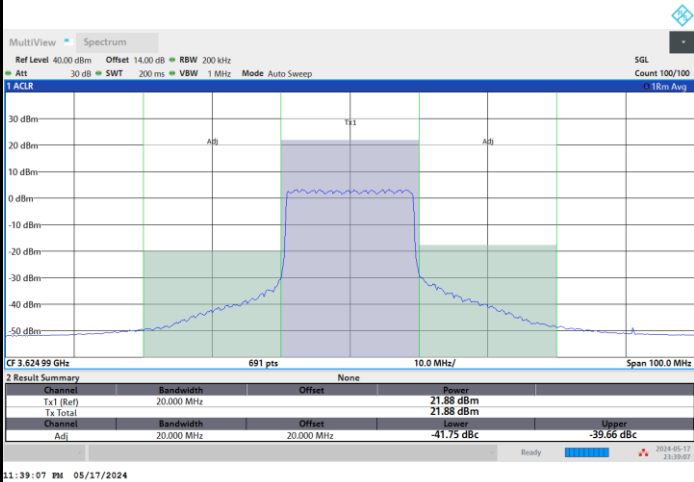 MultiView Spectrum
Ref Level 40.00 dBm Offset 14.00 dB RBW 200 kHz SGL
Att 30 dB SWT 200 ms VBW 1 MHz Mode Auto Sweep Count 100/100
1 ACLR 1Rm Avg
30 dBm
Tx1
20 dBm
Adj Adj
10 dBm
0 dBm
-10 dBm
-20 dBm
-30 dBm
-40 dBm
-50 dBm
CF 3.624 99 GHz 691 pts 10.0 MHz/ Span 100.0 MHz
2 Result Summary None
Channel Bandwidth Offset Power
Tx1 (Ref) 20.000 MHz 21.88 dBm
Tx Total 21.88 dBm
Channel Bandwidth Offset Lower Upper
Adj 20.000 MHz 20.000 MHz -41.75 dBc -39.66 dBc
Ready 2024-05-17
23:39:07
11:39:07 PM 05/17/2024